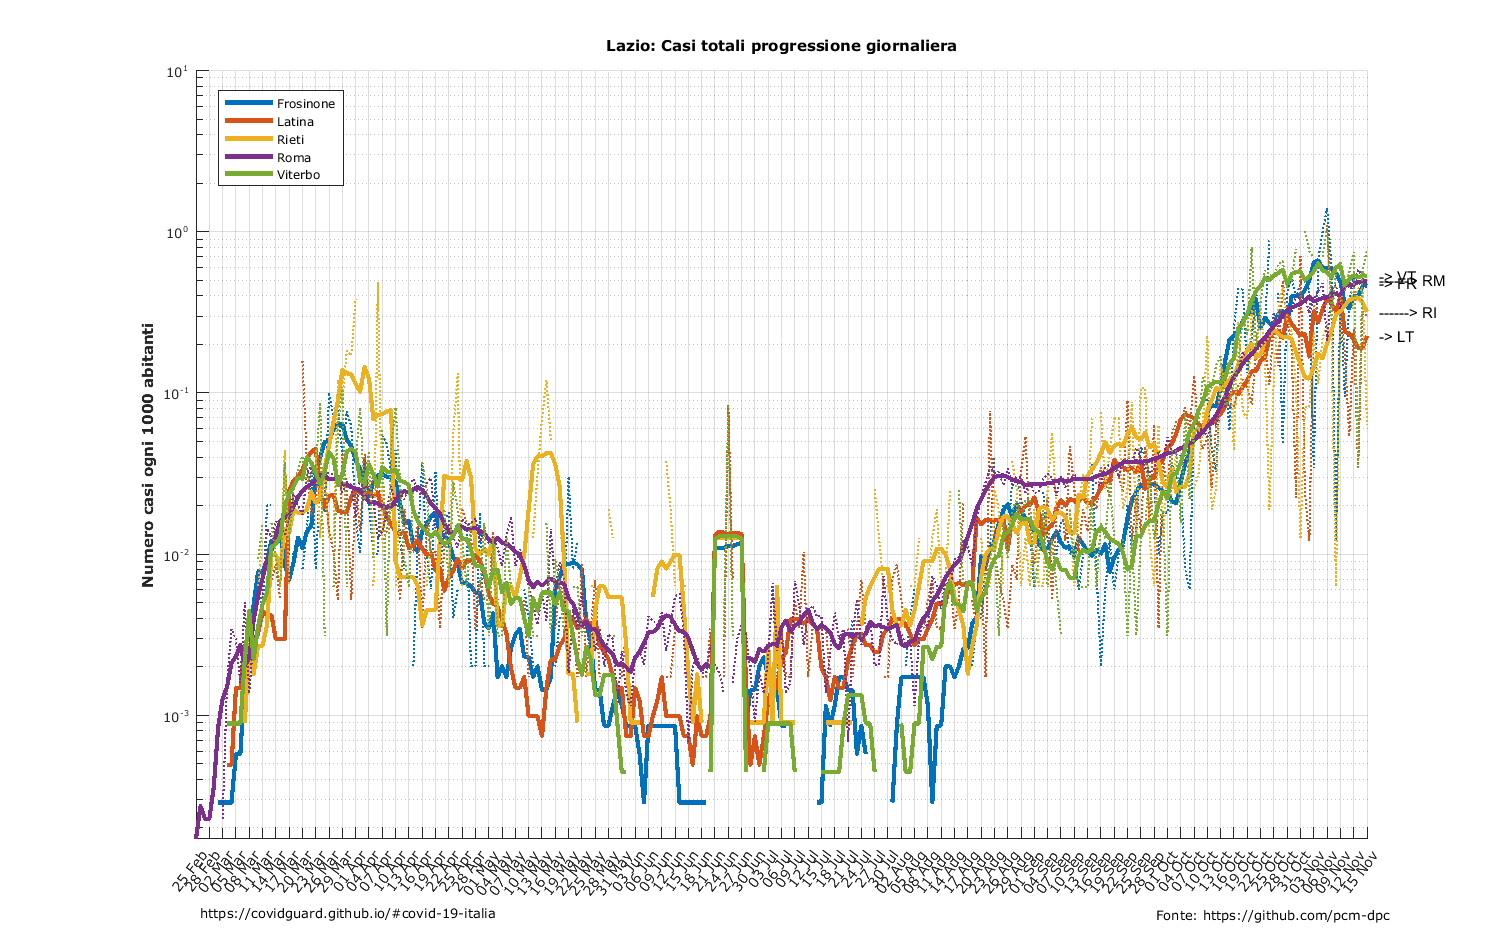 Lazio: Casi totali progressione giornaliera
10¹
10⁰
10⁻¹
10⁻²
10⁻³
Numero casi ogni 1000 abitanti
Frosinone
Latina
Rieti
Roma
Viterbo
-> VT
-> FR
------> RM
------> RI
-> LT
25 Feb
28 Feb
02 Mar
05 Mar
08 Mar
11 Mar
14 Mar
17 Mar
20 Mar
23 Mar
26 Mar
29 Mar
01 Apr
04 Apr
07 Apr
10 Apr
13 Apr
16 Apr
19 Apr
22 Apr
25 Apr
28 Apr
01 May
04 May
07 May
10 May
13 May
16 May
19 May
22 May
25 May
28 May
31 May
03 Jun
06 Jun
09 Jun
12 Jun
15 Jun
18 Jun
21 Jun
24 Jun
27 Jun
30 Jun
03 Jul
06 Jul
09 Jul
12 Jul
15 Jul
18 Jul
21 Jul
24 Jul
27 Jul
30 Jul
02 Aug
05 Aug
08 Aug
11 Aug
14 Aug
17 Aug
20 Aug
23 Aug
26 Aug
29 Aug
01 Sep
04 Sep
07 Sep
10 Sep
13 Sep
16 Sep
19 Sep
22 Sep
25 Sep
28 Sep
01 Oct
04 Oct
07 Oct
10 Oct
13 Oct
16 Oct
19 Oct
22 Oct
25 Oct
28 Oct
31 Oct
03 Nov
06 Nov
09 Nov
12 Nov
15 Nov
https://covidguard.github.io/#covid-19-italia
Fonte: https://github.com/pcm-dpc